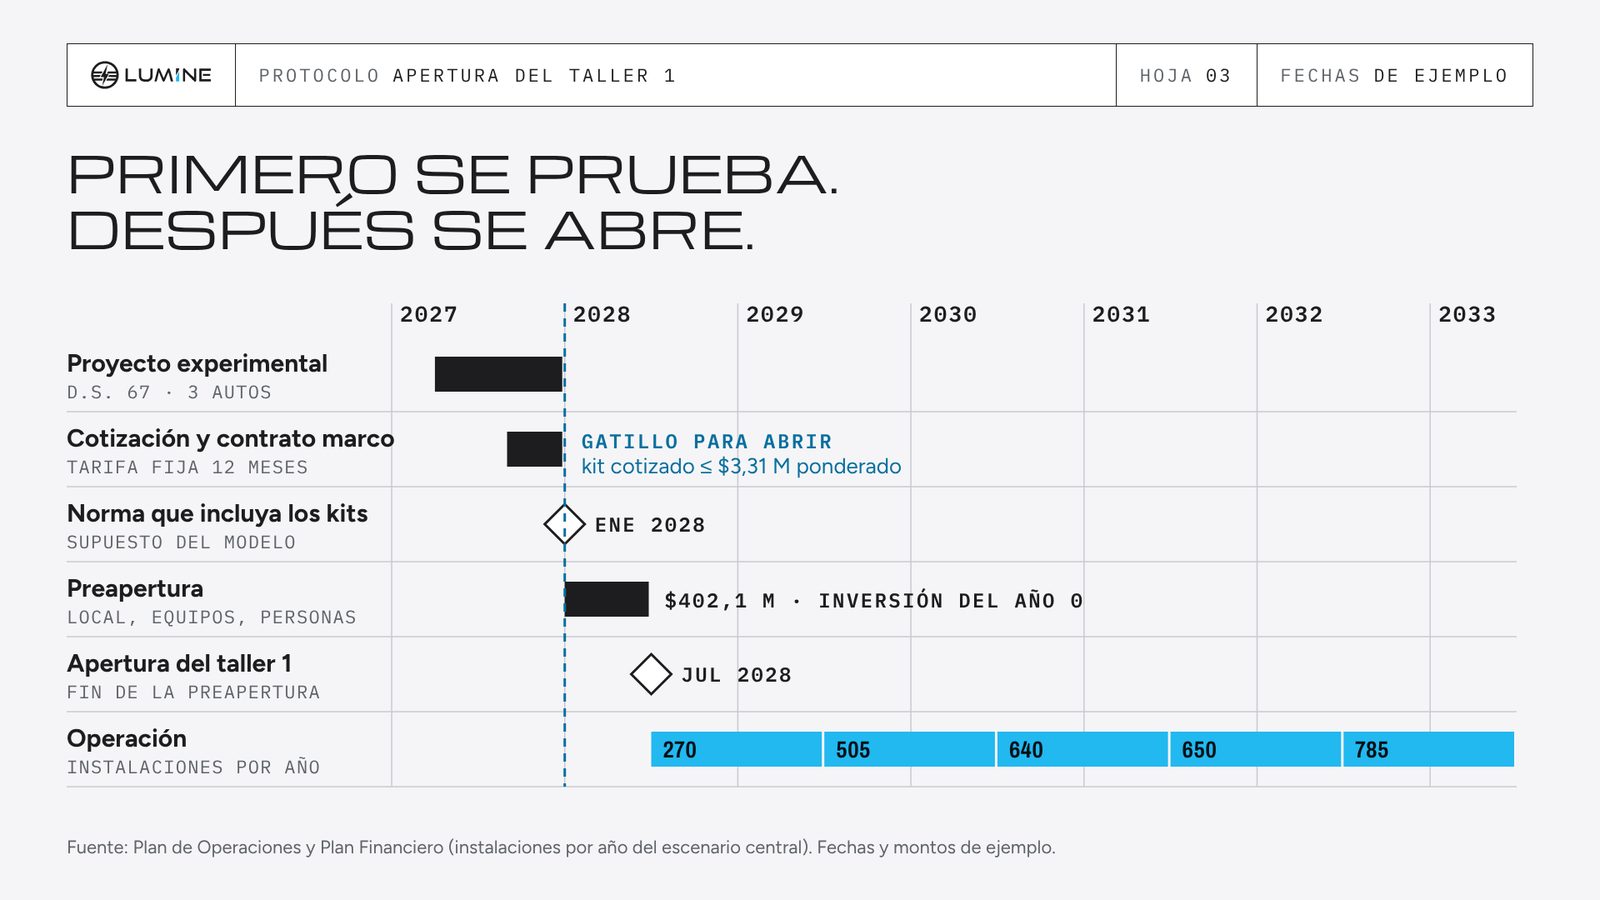 LUMINE
PROTOCOLO APERTURA DEL TALLER 1
HOJA 03
FECHAS DE EJEMPLO
PRIMERO SE PRUEBA.
DESPUÉS SE ABRE.
2027 2028 2029 2030 2031 2032 2033
Proyecto experimental
D.S. 67 · 3 AUTOS
Cotización y contrato marco
TARIFA FIJA 12 MESES
GATILLO PARA ABRIR
kit cotizado ≤ $3,31 M ponderado
Norma que incluya los kits
SUPUESTO DEL MODELO
ENE 2028
Preapertura
LOCAL, EQUIPOS, PERSONAS
$402,1 M · INVERSIÓN DEL AÑO 0
Apertura del taller 1
FIN DE LA PREAPERTURA
JUL 2028
Operación
INSTALACIONES POR AÑO
270 505 640 650 785
Fuente: Plan de Operaciones y Plan Financiero (instalaciones por año del escenario central). Fechas y montos de ejemplo.